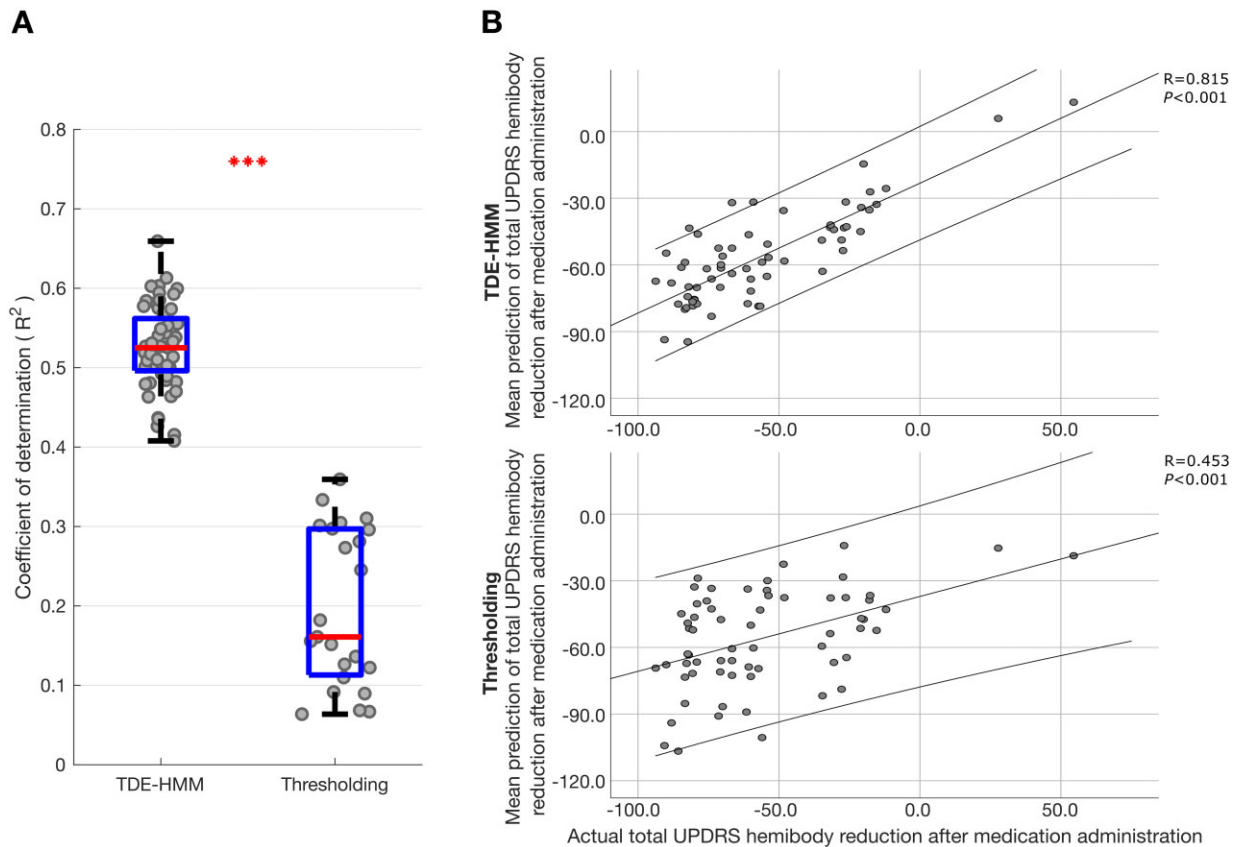 A
Coefficient of determination ( R²)
0.8
0.7
0.6
0.5
0.4
0.3
0.2
0.1
0
***
TDE-HMM
Thresholding
B
TDE-HMM
Mean prediction of total UPDRS hemibody
reduction after medication administration
0.0
-30.0
-60.0
-90.0
-120.0
-100.0
-50.0
0.0
50.0
R=0.815
P<0.001
Thresholding
Mean prediction of total UPDRS hemibody
reduction after medication administration
0.0
-30.0
-60.0
-90.0
-120.0
-100.0
-50.0
0.0
50.0
R=0.453
P<0.001
Actual total UPDRS hemibody reduction after medication administration